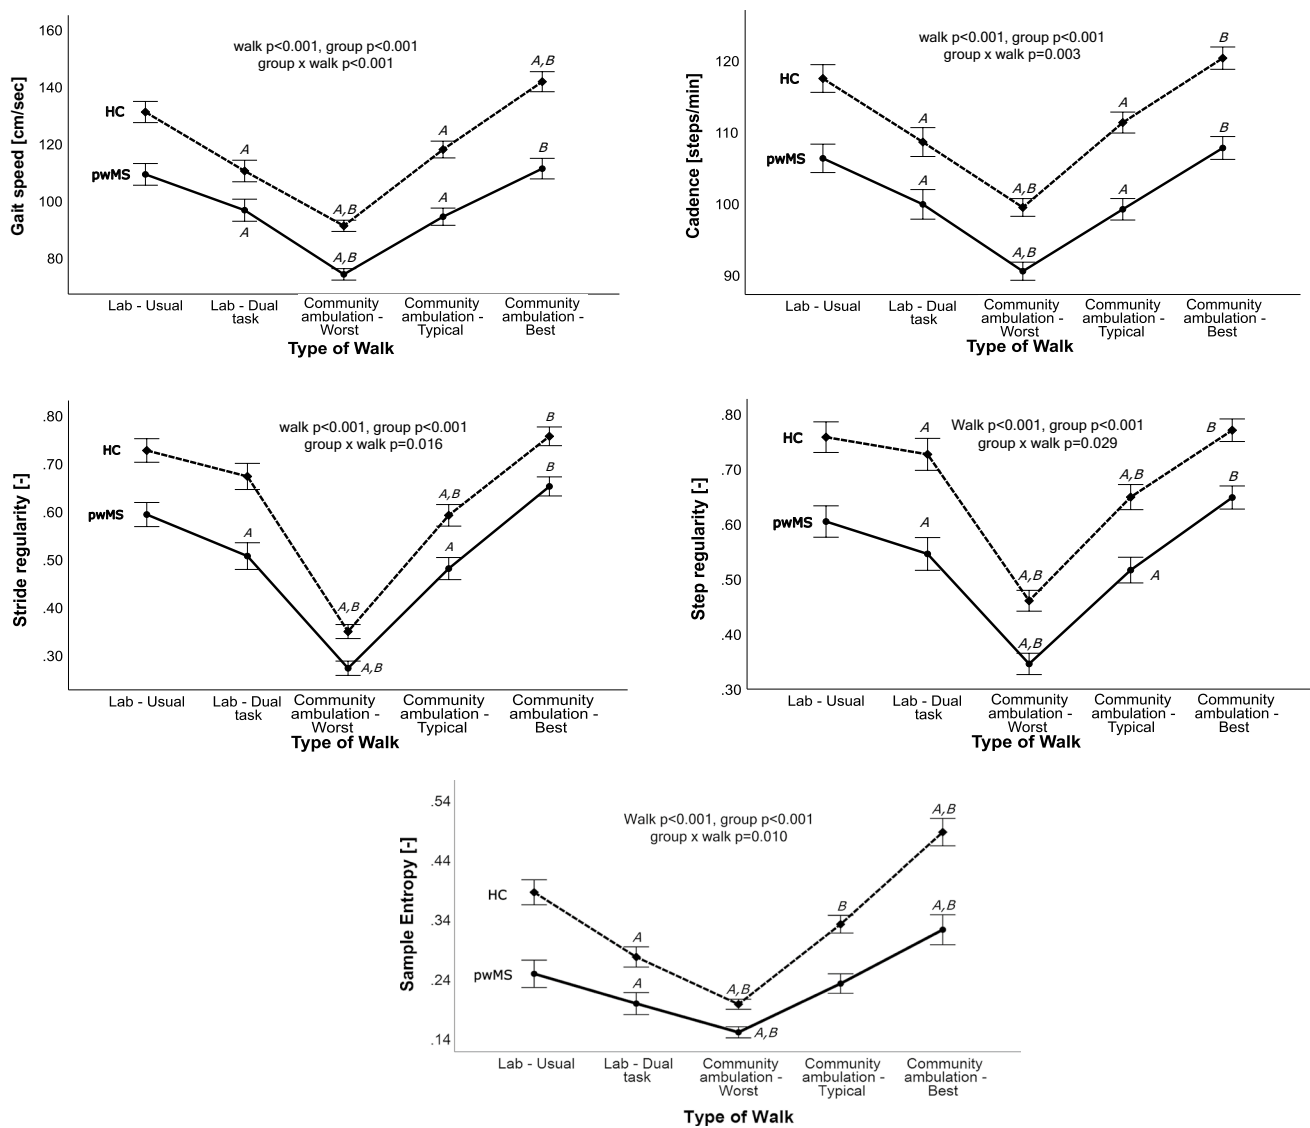 160
140
120
100
80
Gait speed [cm/sec]
walk p<0.001, group p<0.001
group x walk p<0.001
HC
pwMS
A
A
A,B
A,B
A
A
A,B
B
Lab - Usual
Lab - Dual
task
Community
ambulation -
Worst
Community
ambulation -
Typical
Community
ambulation -
Best
Type of Walk
120
110
100
90
Cadence [steps/min]
walk p<0.001, group p<0.001
group x walk p=0.003
HC
pwMS
A
A
A,B
A,B
A
A
B
B
Lab - Usual
Lab - Dual
task
Community
ambulation -
Worst
Community
ambulation -
Typical
Community
ambulation -
Best
Type of Walk
.80
.70
.60
.50
.40
.30
Stride regularity [-]
walk p<0.001, group p<0.001
group x walk p=0.016
HC
pwMS
A
A,B
A,B
A,B
A
B
B
Lab - Usual
Lab - Dual
task
Community
ambulation -
Worst
Community
ambulation -
Typical
Community
ambulation -
Best
Type of Walk
.80
.70
.60
.50
.40
.30
Step regularity [-]
Walk p<0.001, group p<0.001
group x walk p=0.029
HC
pwMS
A
A
A,B
A,B
A,B
A
B
B
Lab - Usual
Lab - Dual
task
Community
ambulation -
Worst
Community
ambulation -
Typical
Community
ambulation -
Best
Type of Walk
.54
.44
.34
.24
.14
Sample Entropy [-]
Walk p<0.001, group p<0.001
group x walk p=0.010
HC
pwMS
A
A
A,B
A,B
B
A,B
A,B
Lab - Usual
Lab - Dual
task
Community
ambulation -
Worst
Community
ambulation -
Typical
Community
ambulation -
Best
Type of Walk